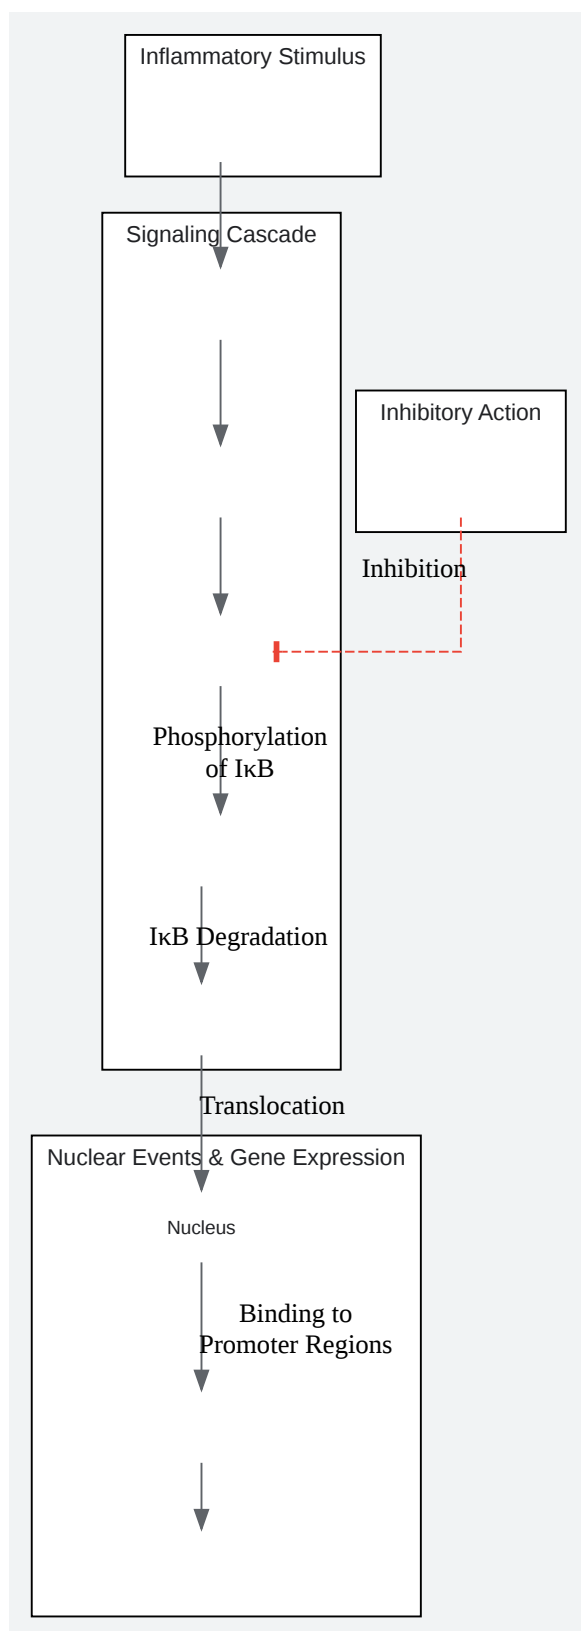 Inflammatory Stimulus
Signaling Cascade
Inhibitory Action
Inhibition
Phosphorylation
of IκB
IκB Degradation
Translocation
Nuclear Events & Gene Expression
Nucleus
Binding to
Promoter Regions